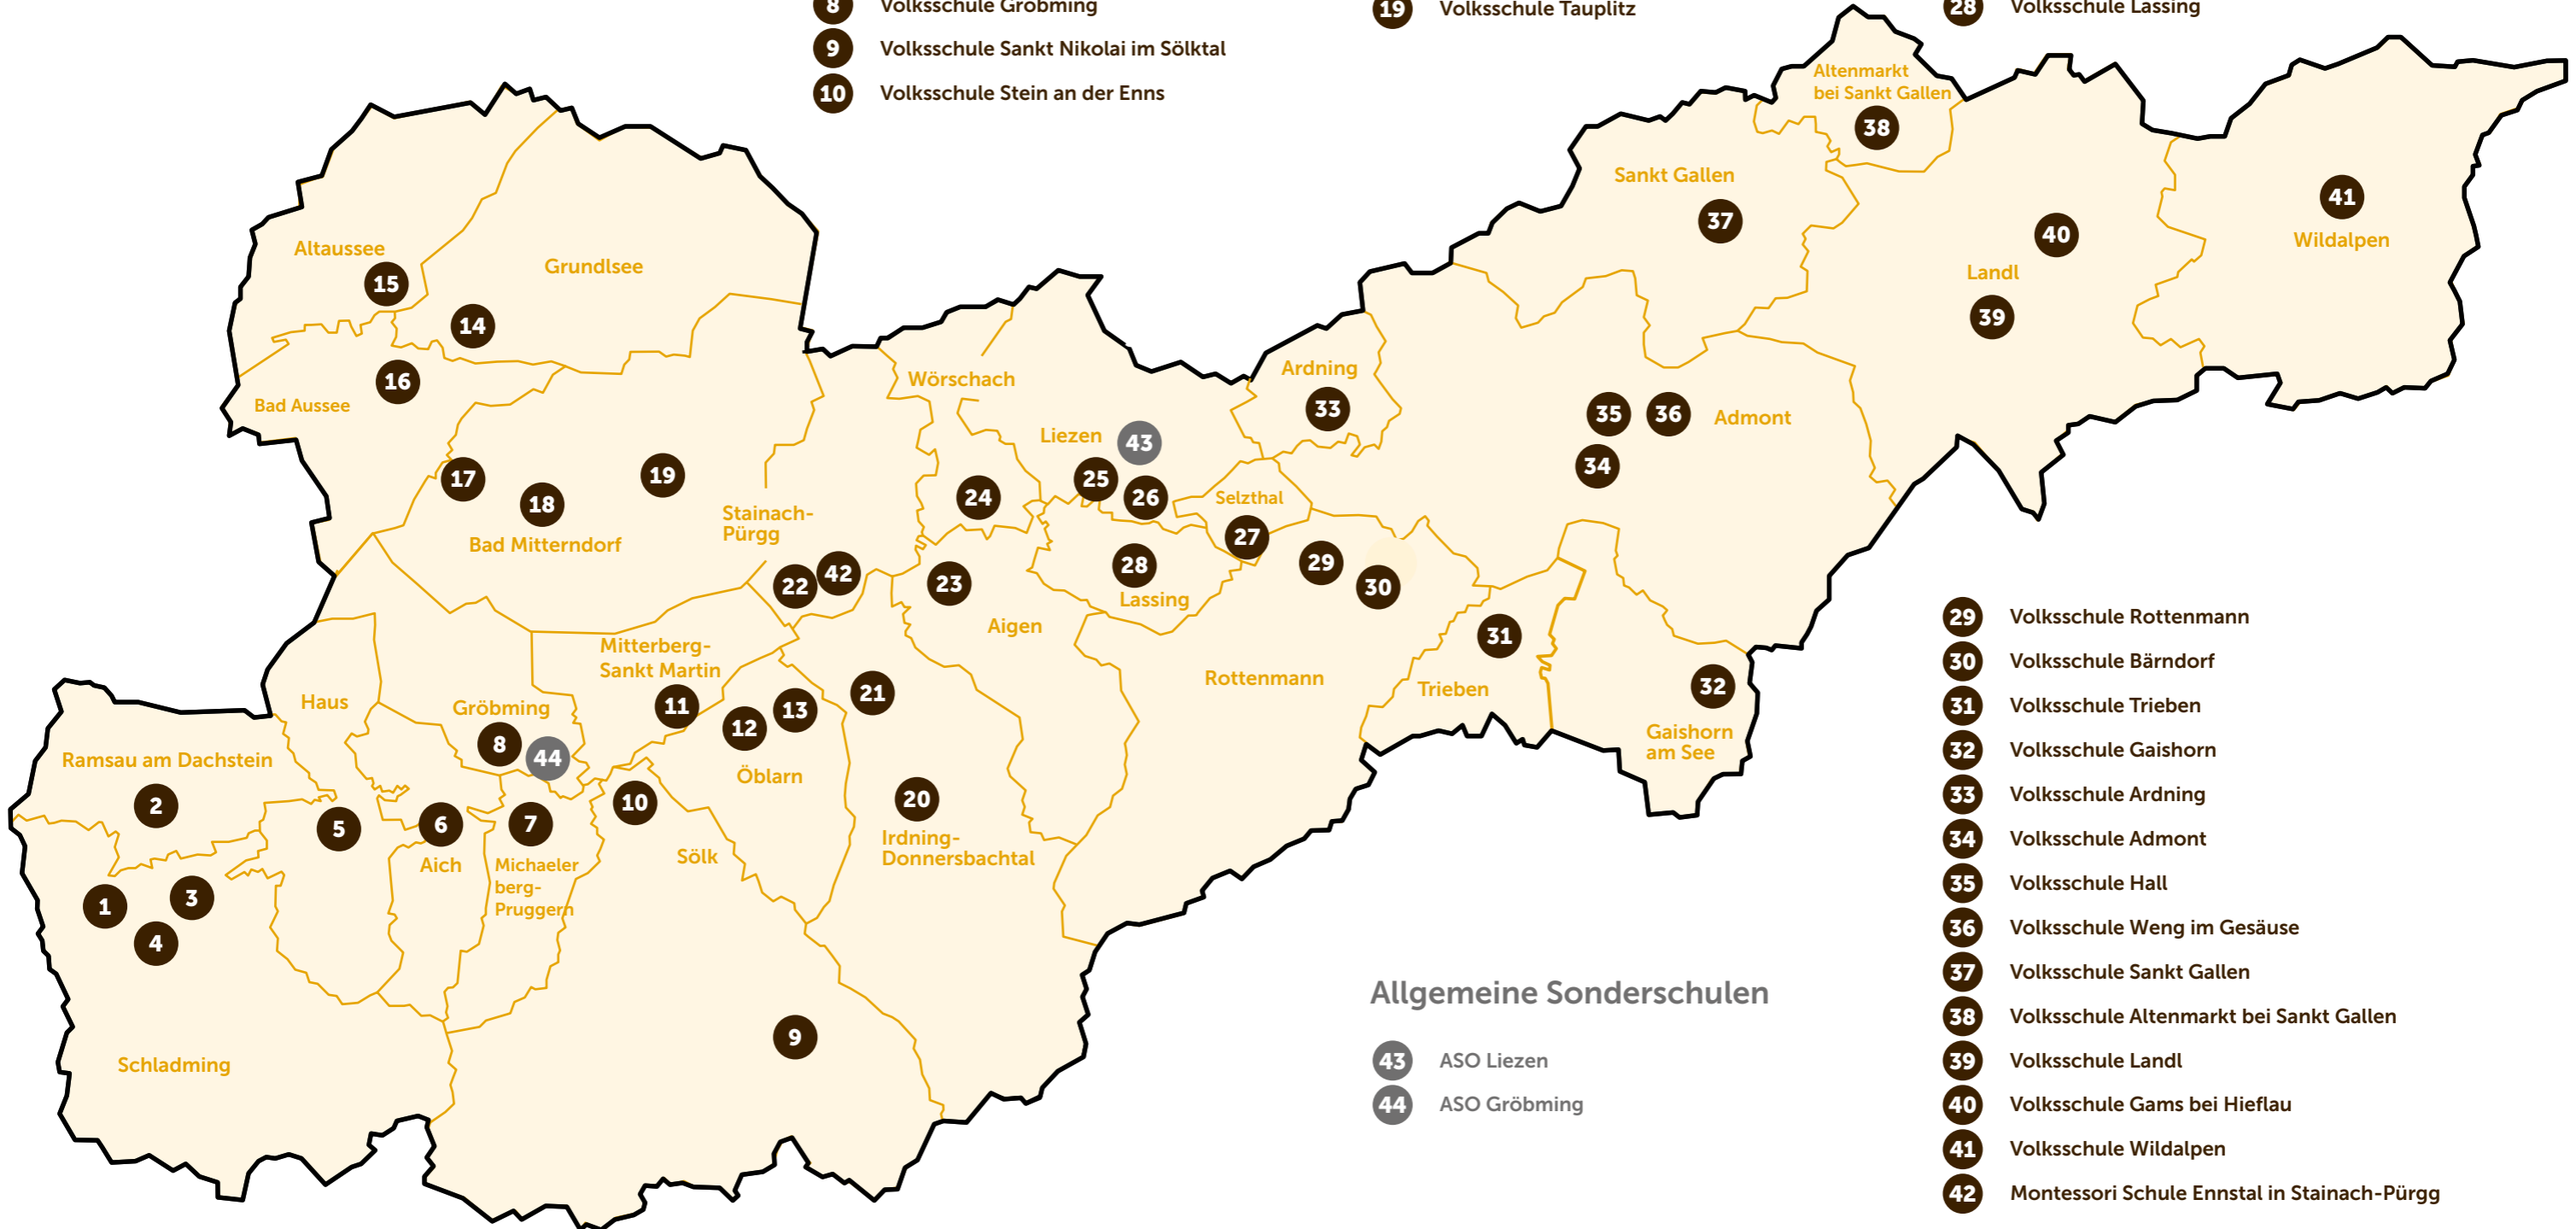 8 Volksschule Gröbming
9 Volksschule Sankt Nikolai im Sölktal
10 Volksschule Stein an der Enns
19 Volksschule Tauplitz
28 Volksschule Lassing
Altenmarkt
bei Sankt Gallen
38
Sankt Gallen
37
41
Wildalpen
40
Landl
39
Altaussee
15
Grundlsee
14
16
Bad Aussee
Wörschach
Ardning
33
35
36
Admont
34
Liezen
43
25
26
24
Selzthal
27
17
18
19
Bad Mitterndorf
Stainach-
Pürgg
22
42
23
Aigen
28
Lassing
29
30
31
Trieben
32
Gaishorn
am See
Rottenmann
Mitterberg-
Sankt Martin
11
12
13
Öblarn
21
20
Irdning-
Donnersbachtal
Haus
Gröbming
8
44
Ramsau am Dachstein
2
5
6
Aich
7
Michaeler
berg-
Pruggern
10
Sölk
1
3
4
Schladming
9
29 Volksschule Rottenmann
30 Volksschule Bärndorf
31 Volksschule Trieben
32 Volksschule Gaishorn
33 Volksschule Ardning
34 Volksschule Admont
35 Volksschule Hall
36 Volksschule Weng im Gesäuse
37 Volksschule Sankt Gallen
38 Volksschule Altenmarkt bei Sankt Gallen
39 Volksschule Landl
40 Volksschule Gams bei Hieflau
41 Volksschule Wildalpen
42 Montessori Schule Ennstal in Stainach-Pürgg
Allgemeine Sonderschulen
43 ASO Liezen
44 ASO Gröbming